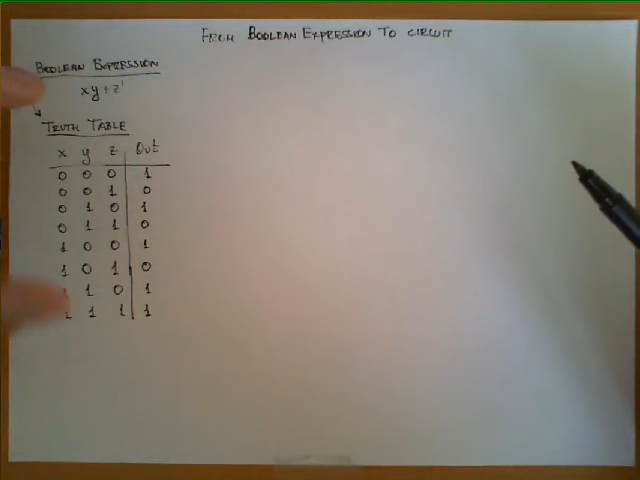 FROM BOOLEAN EXPRESSION TO CIRCUIT
BOOLEAN EXPRESSION
xy + z'
TRUTH TABLE
x y z Out
0 0 0 1
0 0 1 0
0 1 0 1
0 1 1 0
1 0 0 1
1 0 1 0
1 1 0 1
1 1 1 1